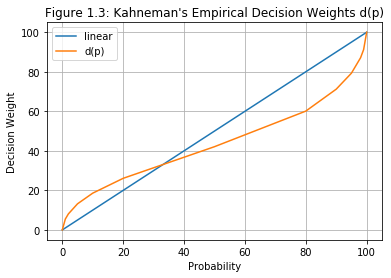 Figure 1.3: Kahneman's Empirical Decision Weights d(p)
linear
d(p)
100
80
60
40
20
0
Decision Weight
0 20 40 60 80 100
Probability